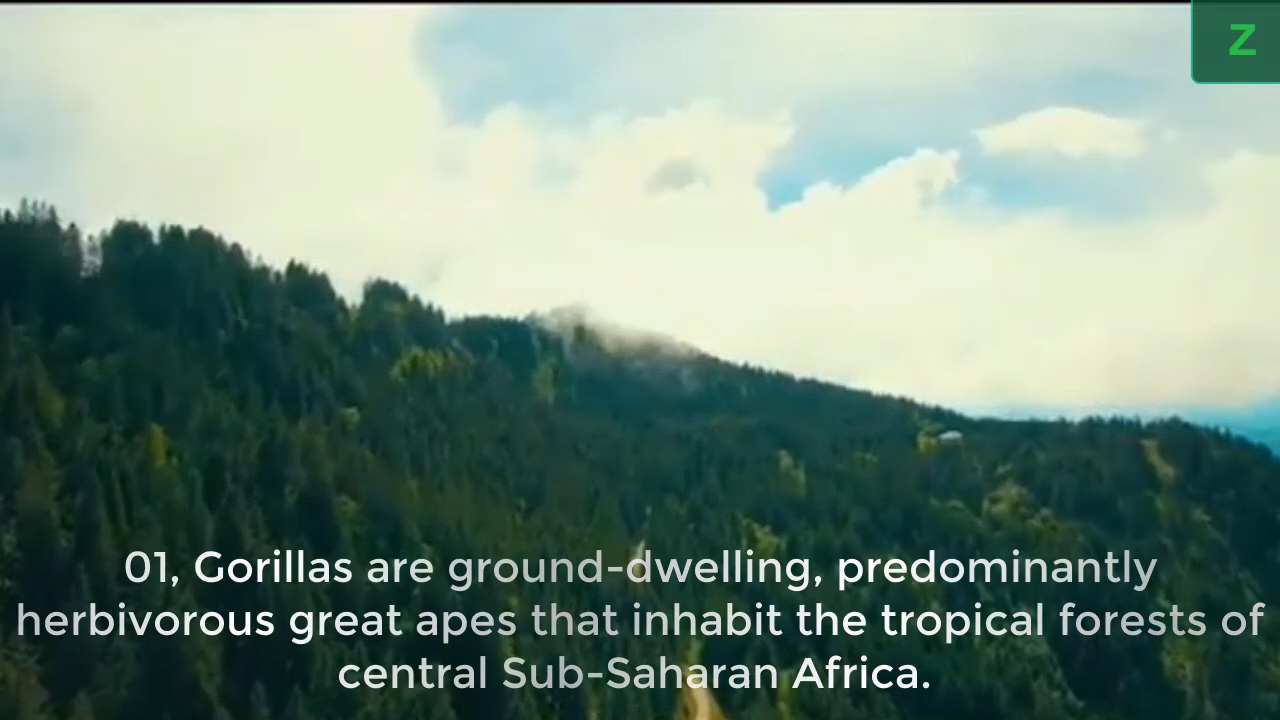 Z
01, Gorillas are ground-dwelling, predominantly
herbivorous great apes that inhabit the tropical forests of
central Sub-Saharan Africa.